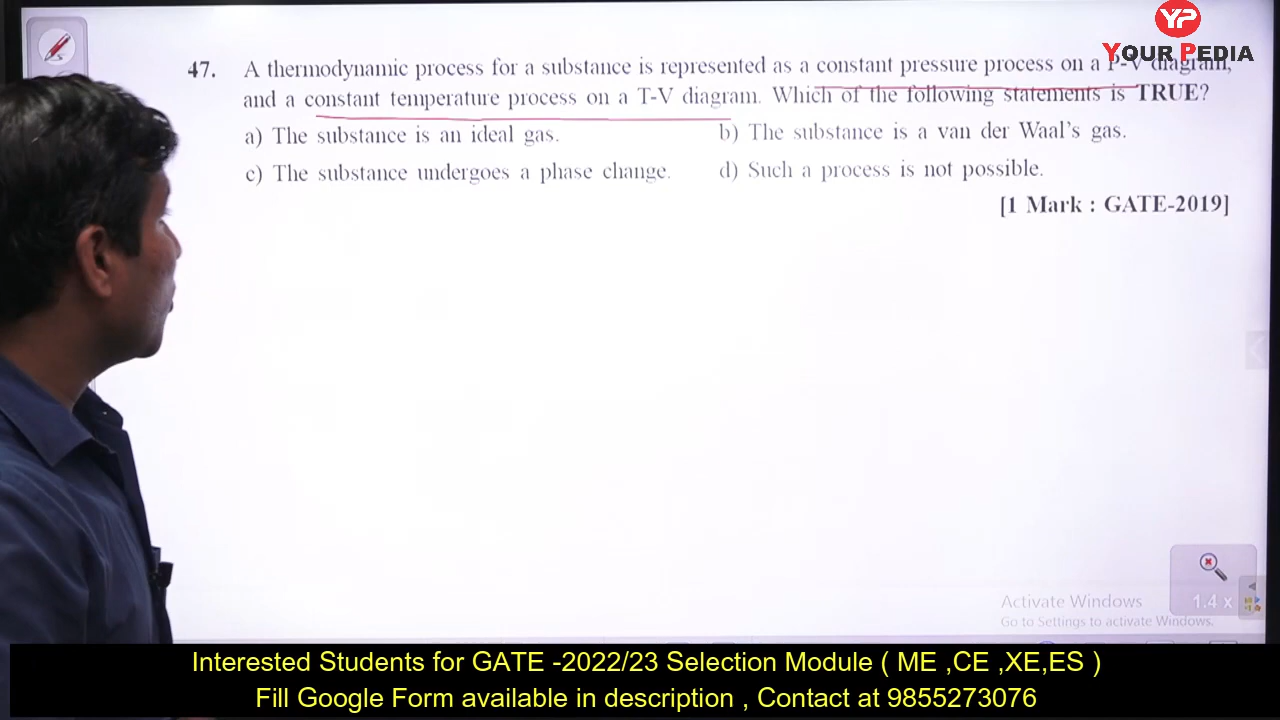 YP
YOUR PEDIA
47. A thermodynamic process for a substance is represented as a constant pressure process on a P-V diagram,
and a constant temperature process on a T-V diagram. Which of the following statements is TRUE?
a) The substance is an ideal gas. b) The substance is a van der Waal's gas.
c) The substance undergoes a phase change. d) Such a process is not possible.
[1 Mark : GATE-2019]
Activate Windows
1.4 x
Go to Settings to activate Windows.
Interested Students for GATE -2022/23 Selection Module ( ME ,CE ,XE,ES )
Fill Google Form available in description , Contact at 9855273076